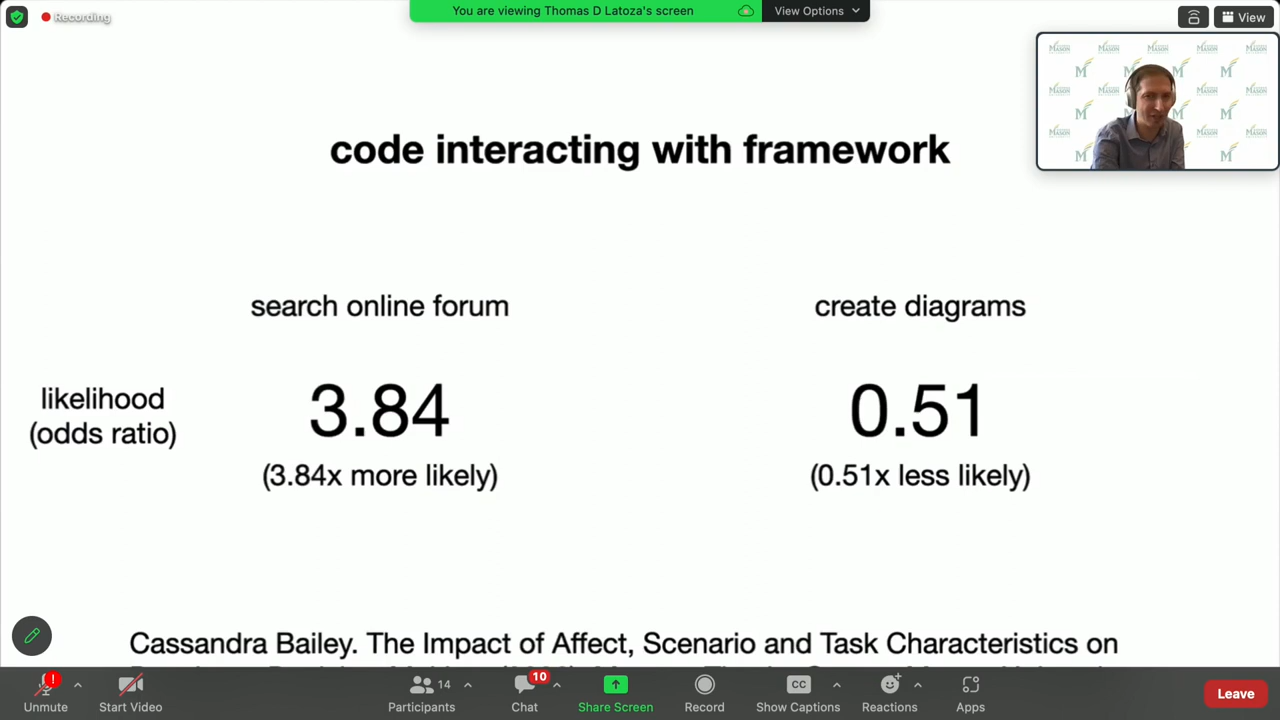 Recording
You are viewing Thomas D Latoza's screen
View Options
View
code interacting with framework
search online forum
create diagrams
likelihood
(odds ratio)
3.84
0.51
(3.84x more likely)
(0.51x less likely)
Cassandra Bailey. The Impact of Affect, Scenario and Task Characteristics on
Unmute
Start Video
14
Participants
10
Chat
Share Screen
Record
CC
Show Captions
Reactions
Apps
Leave